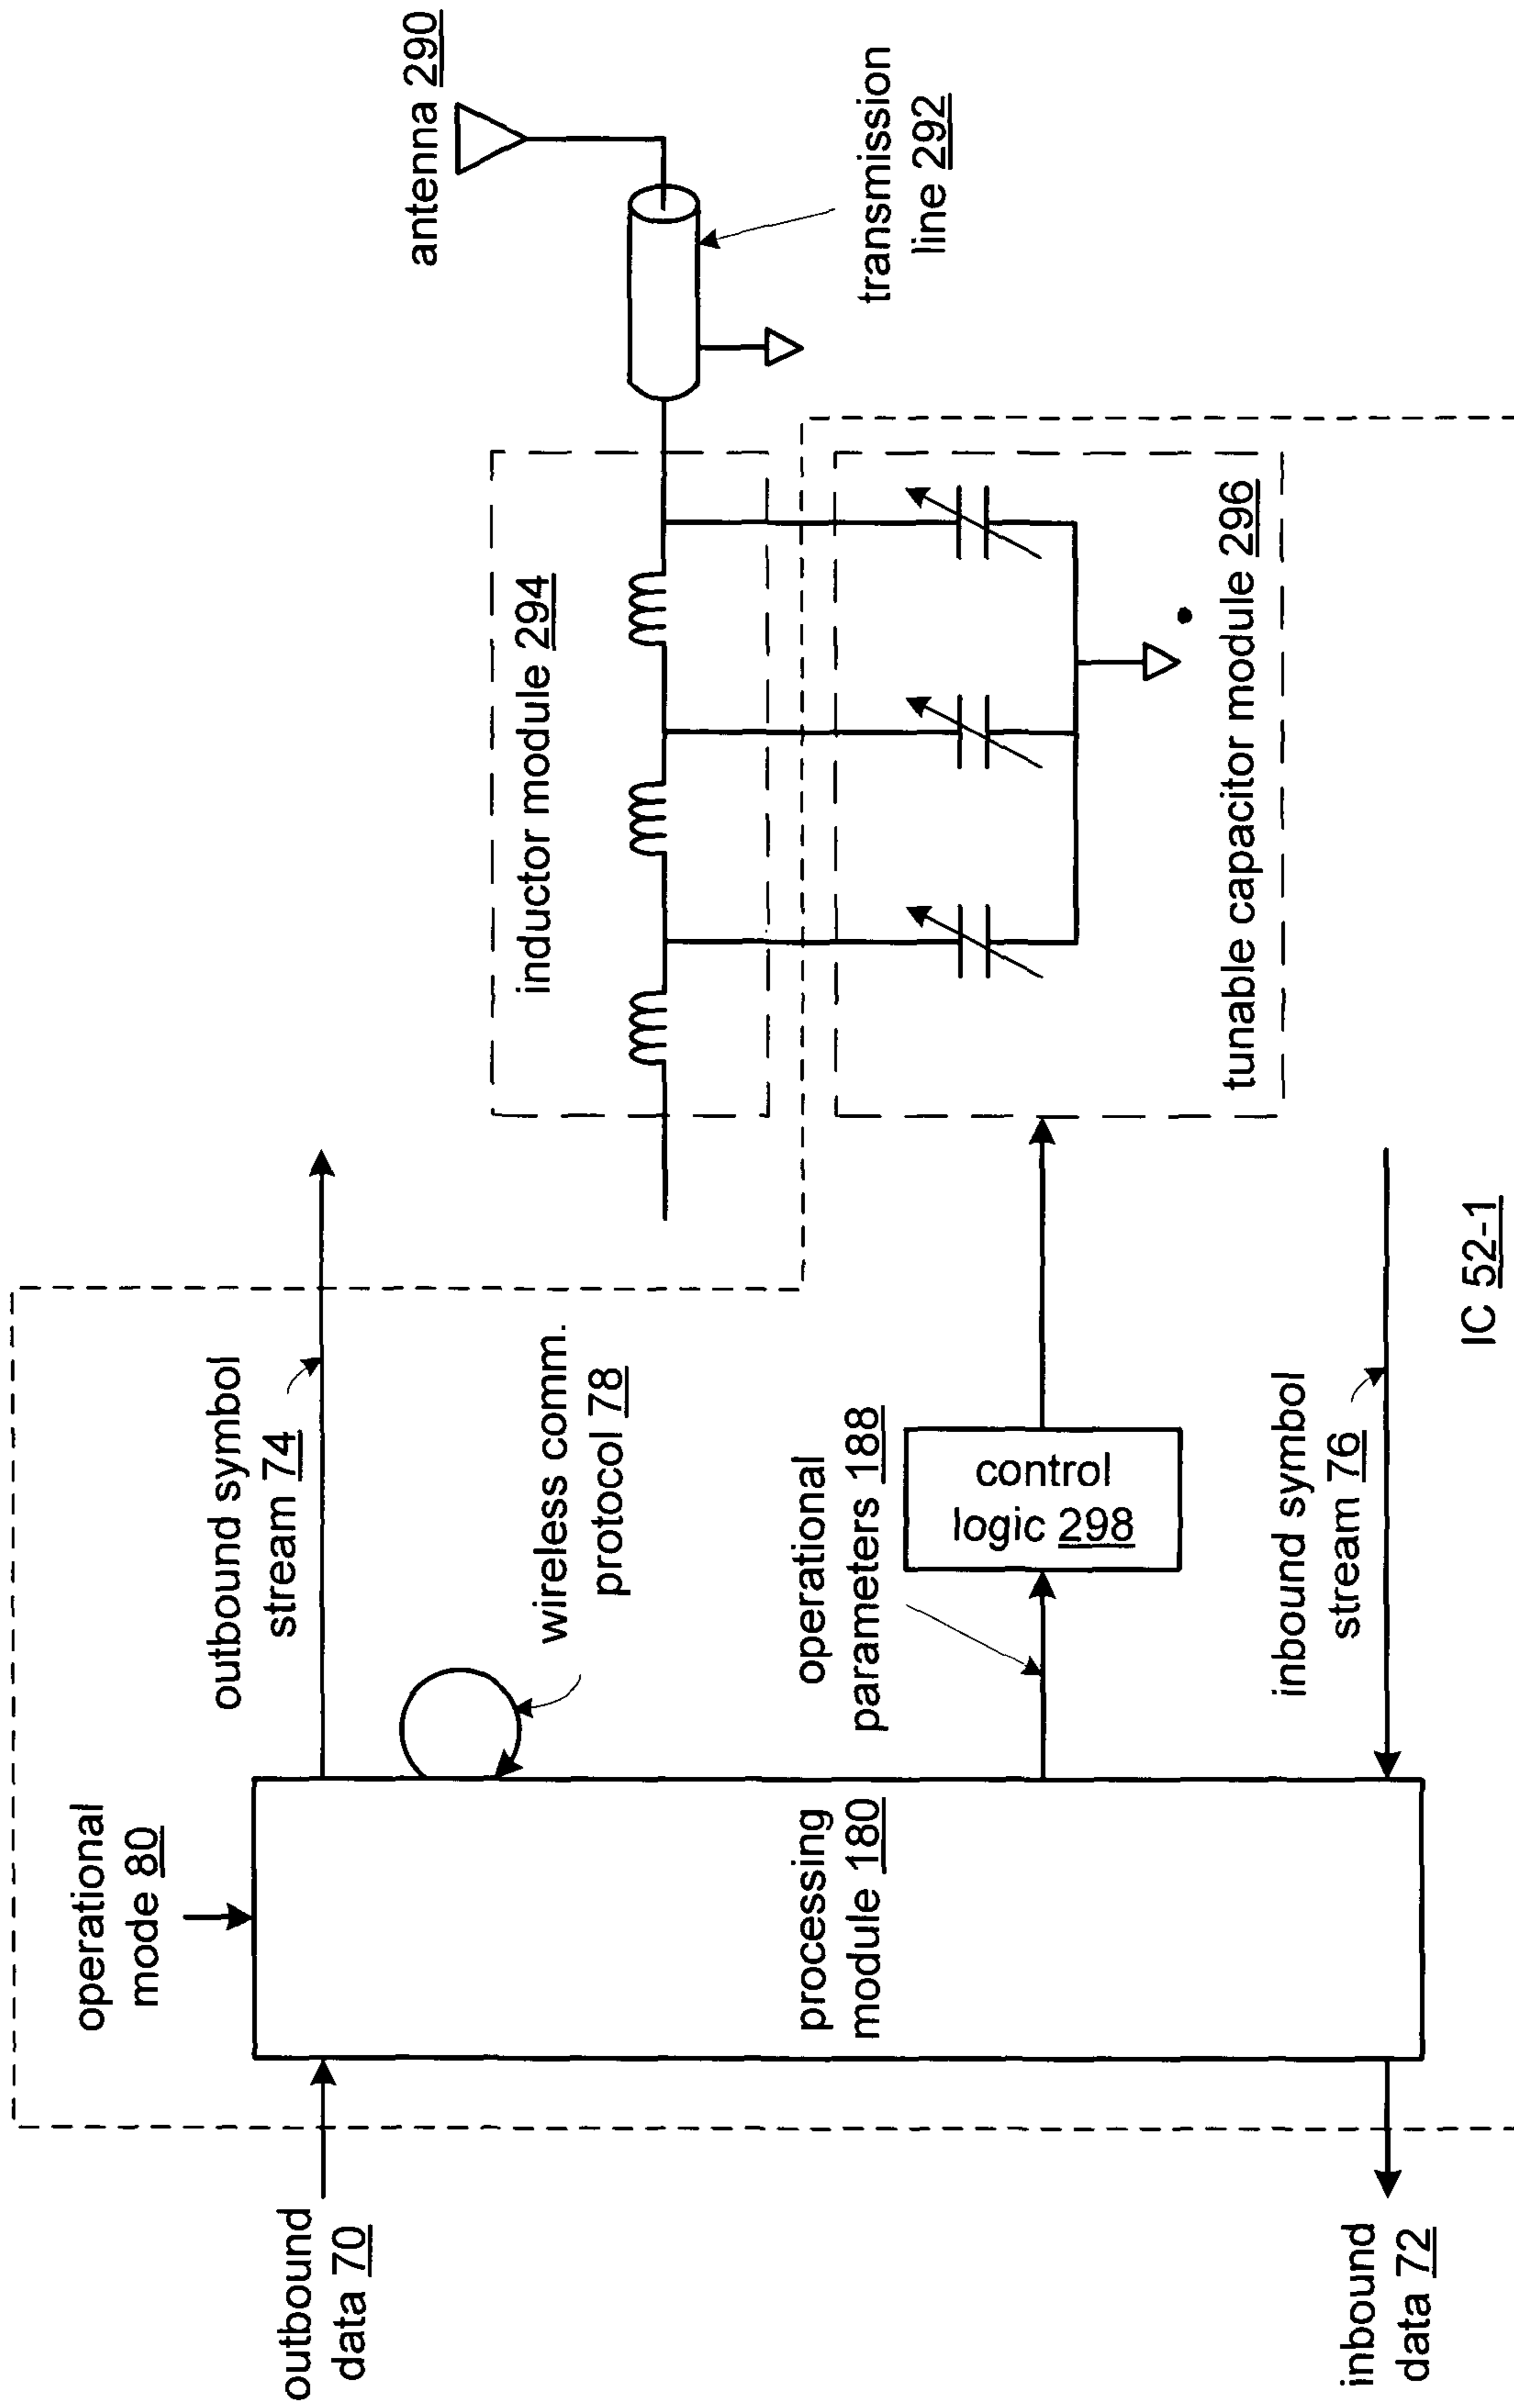 operational
mode 80
outbound
data 70
outbound symbol
stream 74
wireless comm.
protocol 78
antenna 290
inductor module 294
transmission
line 292
processing
module 180
operational
parameters 188
control
logic 298
tunable capacitor module 296
inbound symbol
stream 76
inbound
data 72
IC 52-1